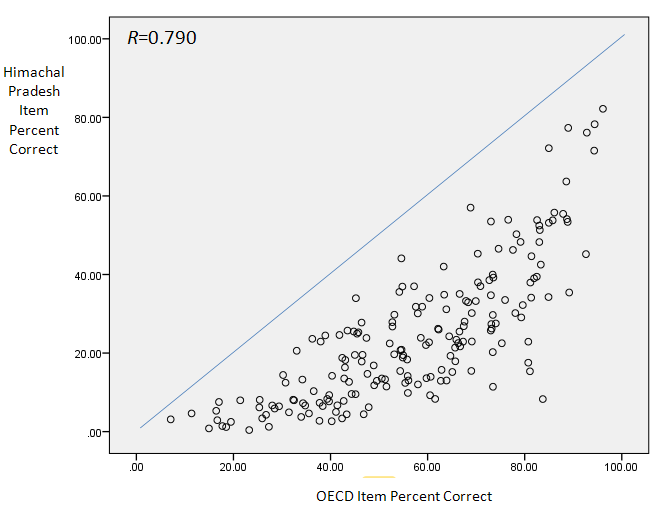 R=0.790
100.00
Himachal
Pradesh
Item
Percent
Correct
80.00
60.00
40.00
20.00
.00
.00 20.00 40.00 60.00 80.00 100.00
OECD Item Percent Correct